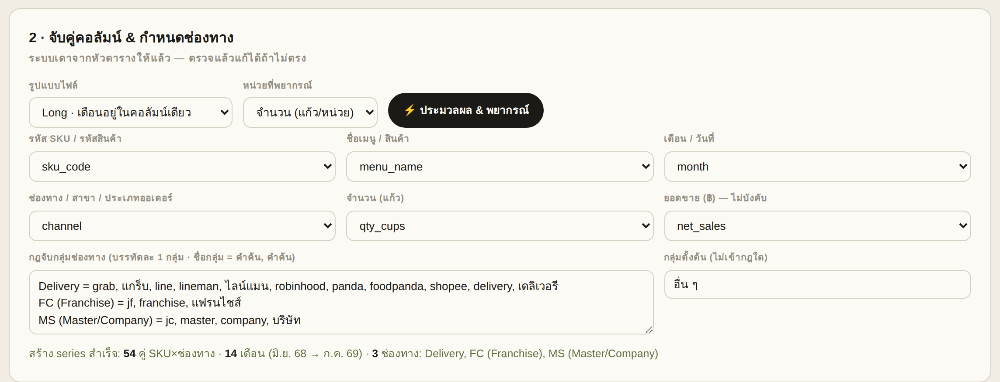 2 · จับคู่คอลัมน์ & กำหนดช่องทาง
ระบบเดาจากหัวตารางให้แล้ว — ตรวจแล้วแก้ได้ถ้าไม่ตรง
รูปแบบไฟล์
หน่วยที่พยากรณ์
Long · เดือนอยู่ในคอลัมน์เดียว
จำนวน (แก้ว/หน่วย)
⚡ ประมวลผล & พยากรณ์
รหัส SKU / รหัสสินค้า
ชื่อเมนู / สินค้า
เดือน / วันที่
sku_code
menu_name
month
ช่องทาง / สาขา / ประเภทออเดอร์
จำนวน (แก้ว)
ยอดขาย (฿) — ไม่บังคับ
channel
qty_cups
net_sales
กฎจับกลุ่มช่องทาง (บรรทัดละ 1 กลุ่ม · ชื่อกลุ่ม = คำค้น, คำค้น)
กลุ่มตั้งต้น (ไม่เข้ากฎใด)
Delivery = grab, แกร็บ, line, lineman, ไลน์แมน, robinhood, panda, foodpanda, shopee, delivery, เดลิเวอรี
FC (Franchise) = jf, franchise, แฟรนไชส์
MS (Master/Company) = jc, master, company, บริษัท
อื่น ๆ
สร้าง series สำเร็จ: 54 คู่ SKU×ช่องทาง · 14 เดือน (มิ.ย. 68 → ก.ค. 69) · 3 ช่องทาง: Delivery, FC (Franchise), MS (Master/Company)